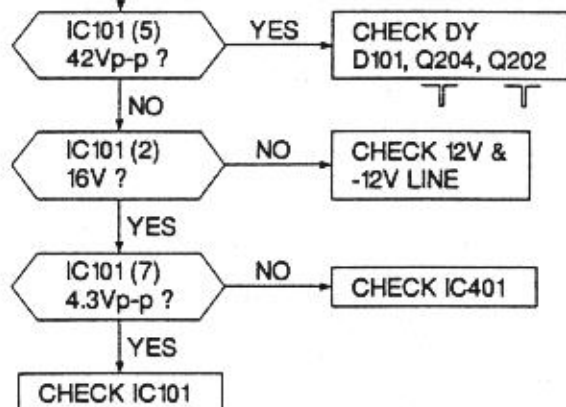 IC101 (5)
42Vp-p ?
YES
CHECK DY
D101, Q204, Q202
NO
IC101 (2)
16V ?
NO
CHECK 12V &
-12V LINE
YES
IC101 (7)
4.3Vp-p ?
NO
CHECK IC401
YES
CHECK IC101